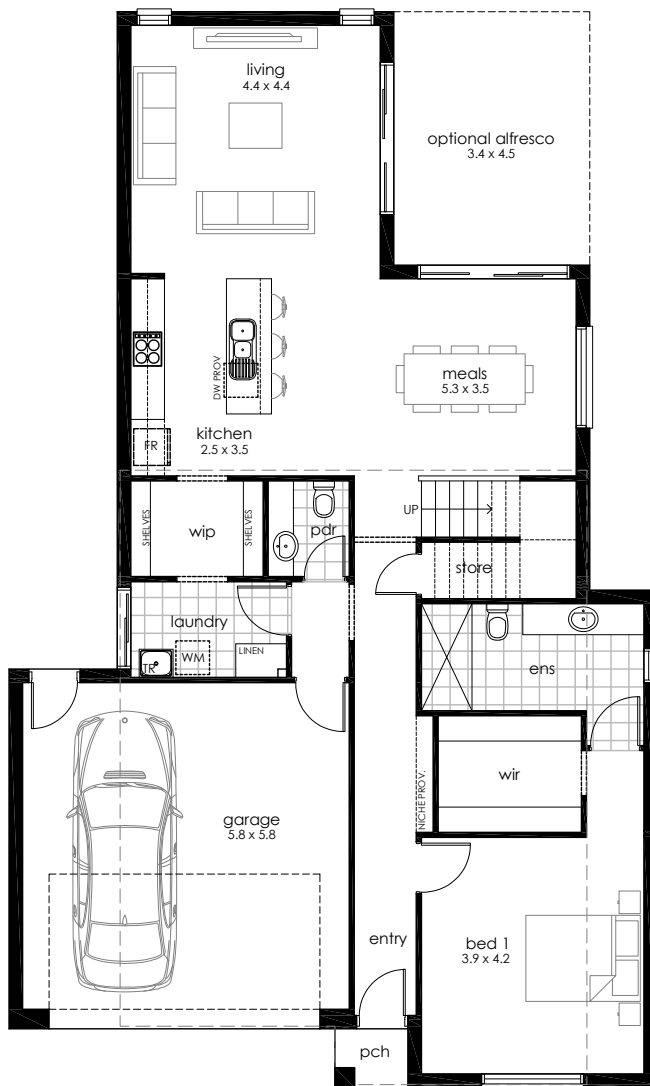 living
4.4 x 4.4
optional alfresco
3.4 x 4.5
DW PROV
meals
5.3 x 3.5
kitchen
2.5 x 3.5
FR
SHELVES
wip
SHELVES
pdr
UP
store
laundry
TR
WM
LINEN
ens
NICHE PROV.
wir
garage
5.8 x 5.8
entry
bed 1
3.9 x 4.2
pch